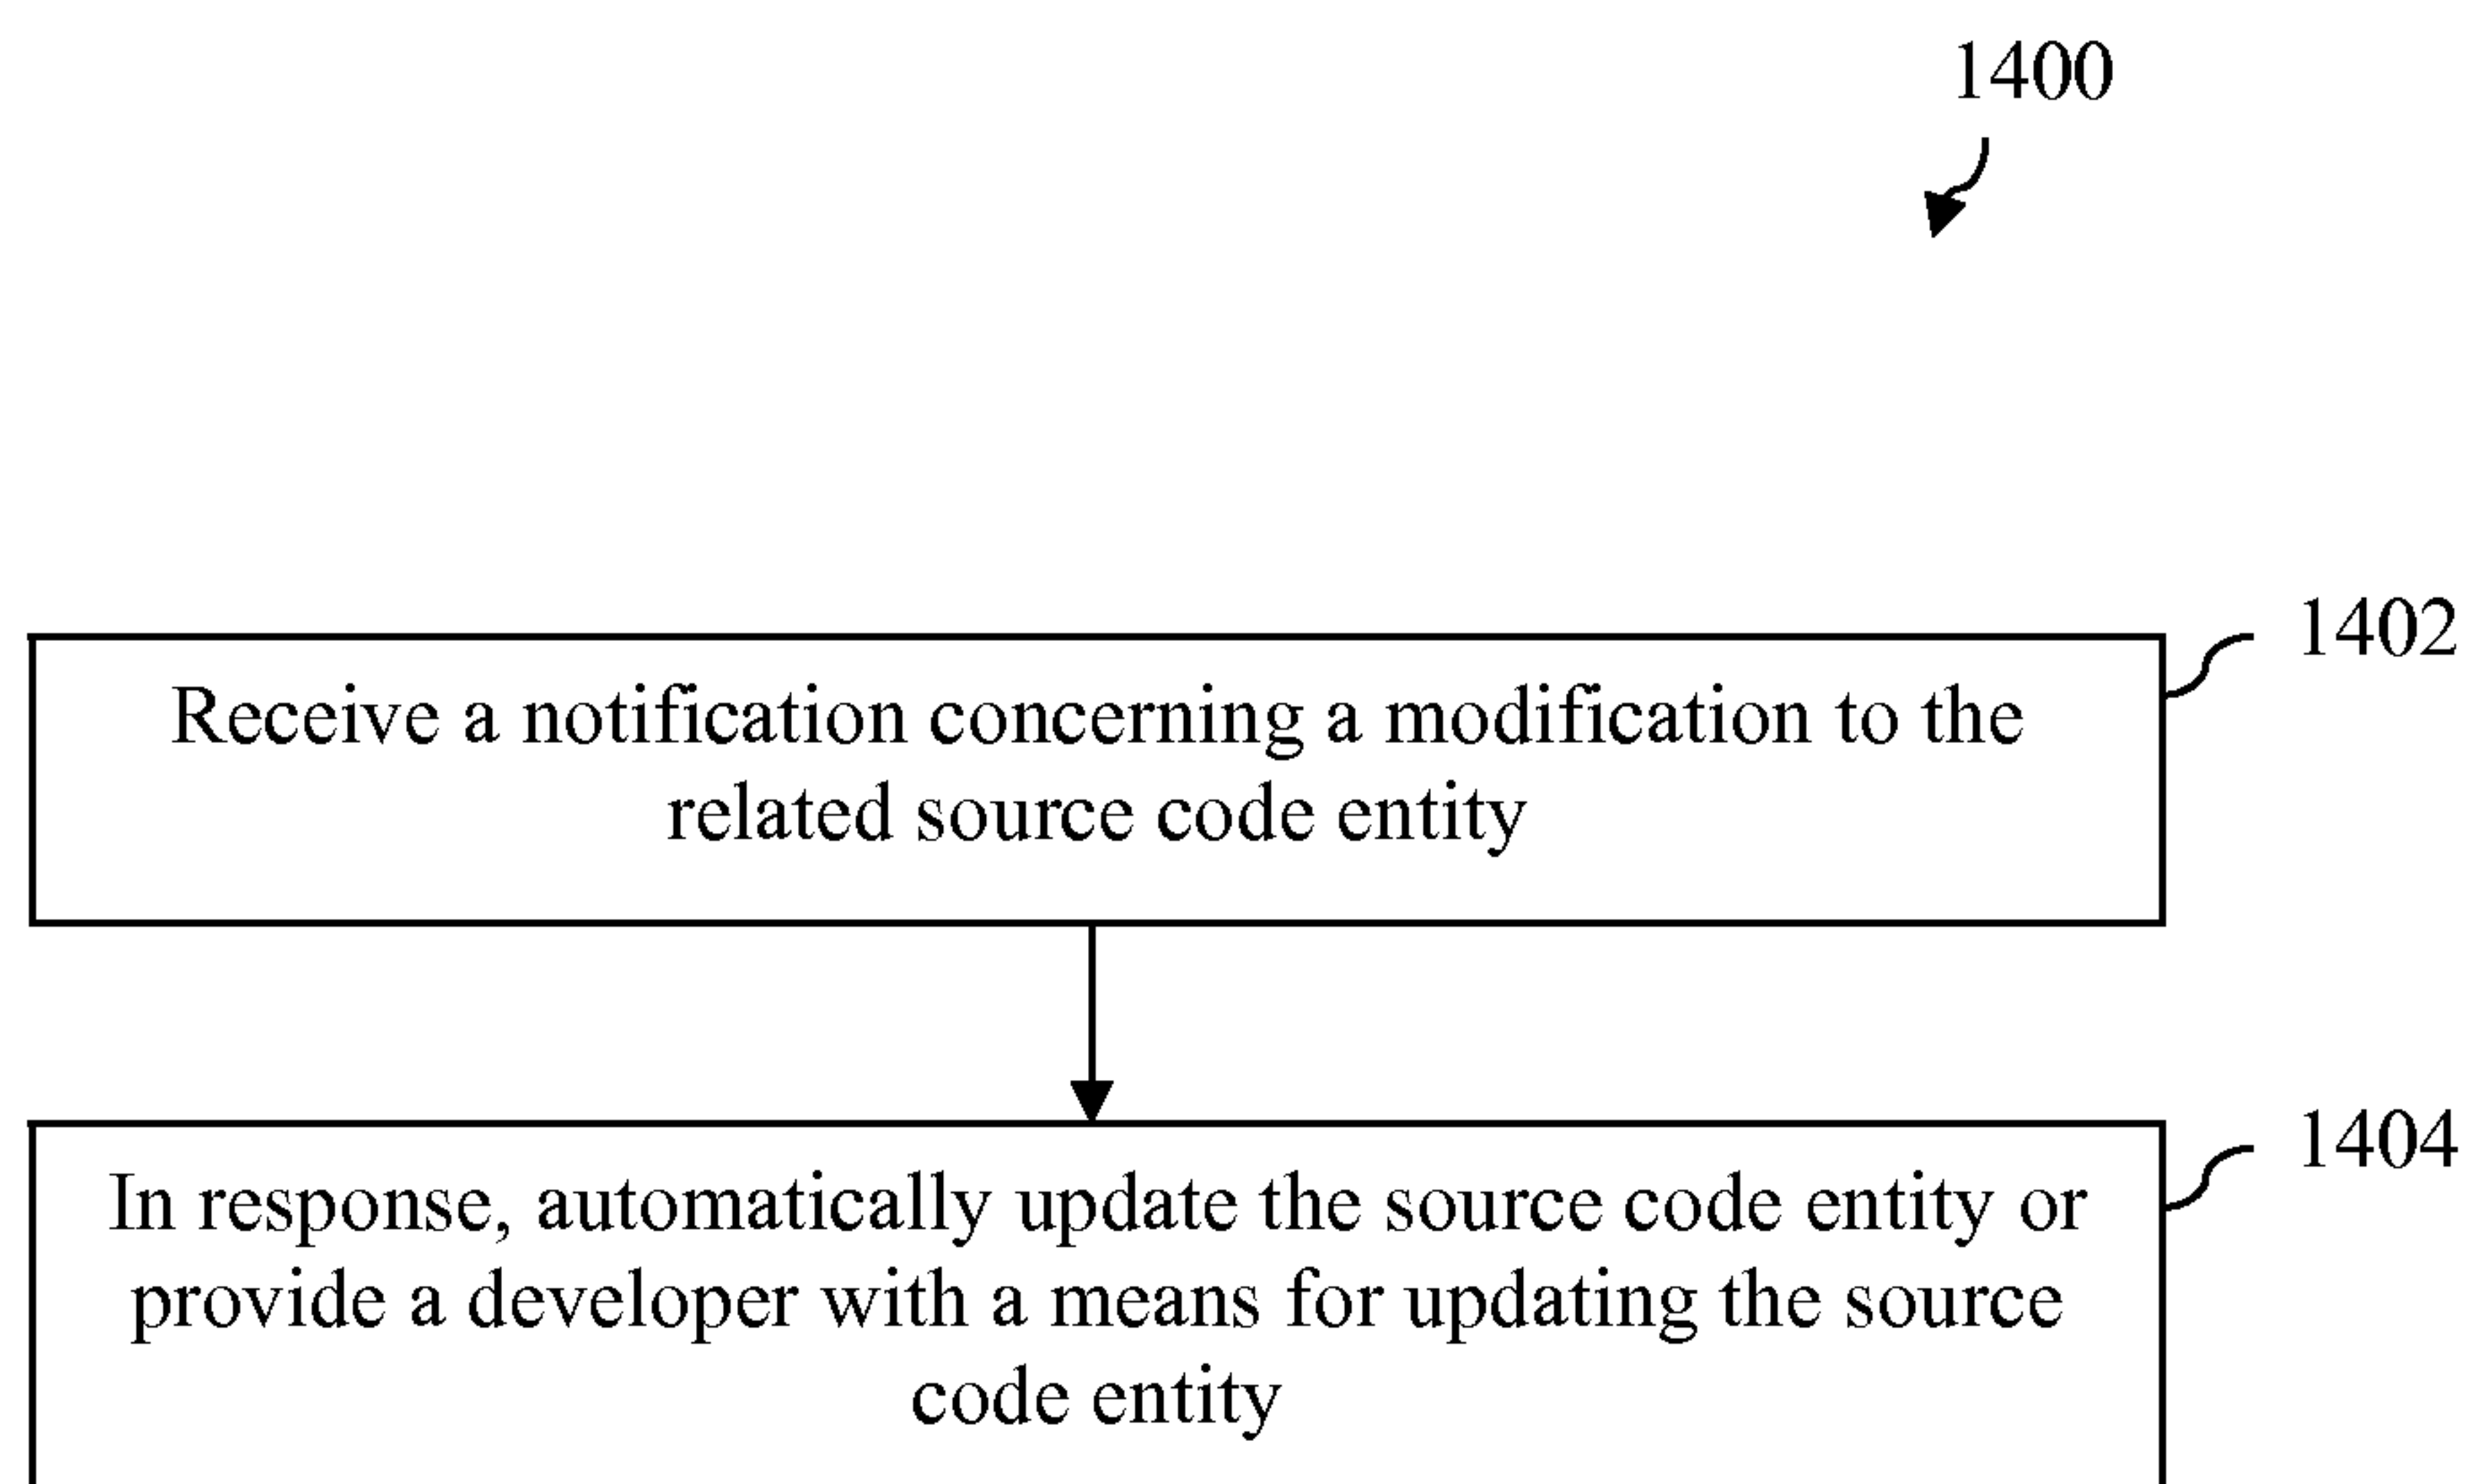 1400
1402
Receive a notification concerning a modification to the
related source code entity
1404
In response, automatically update the source code entity or
provide a developer with a means for updating the source
code entity